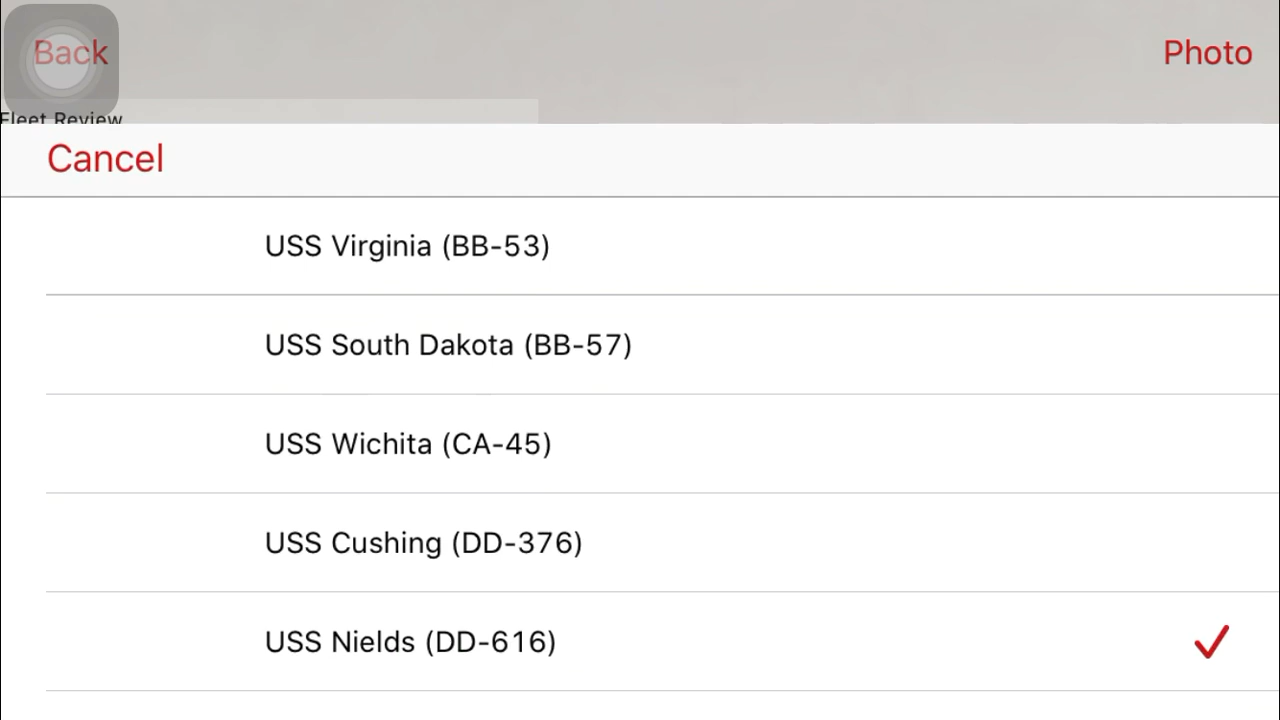 Back
Photo
Fleet Review
Cancel
USS Virginia (BB-53)
USS South Dakota (BB-57)
USS Wichita (CA-45)
USS Cushing (DD-376)
USS Nields (DD-616)